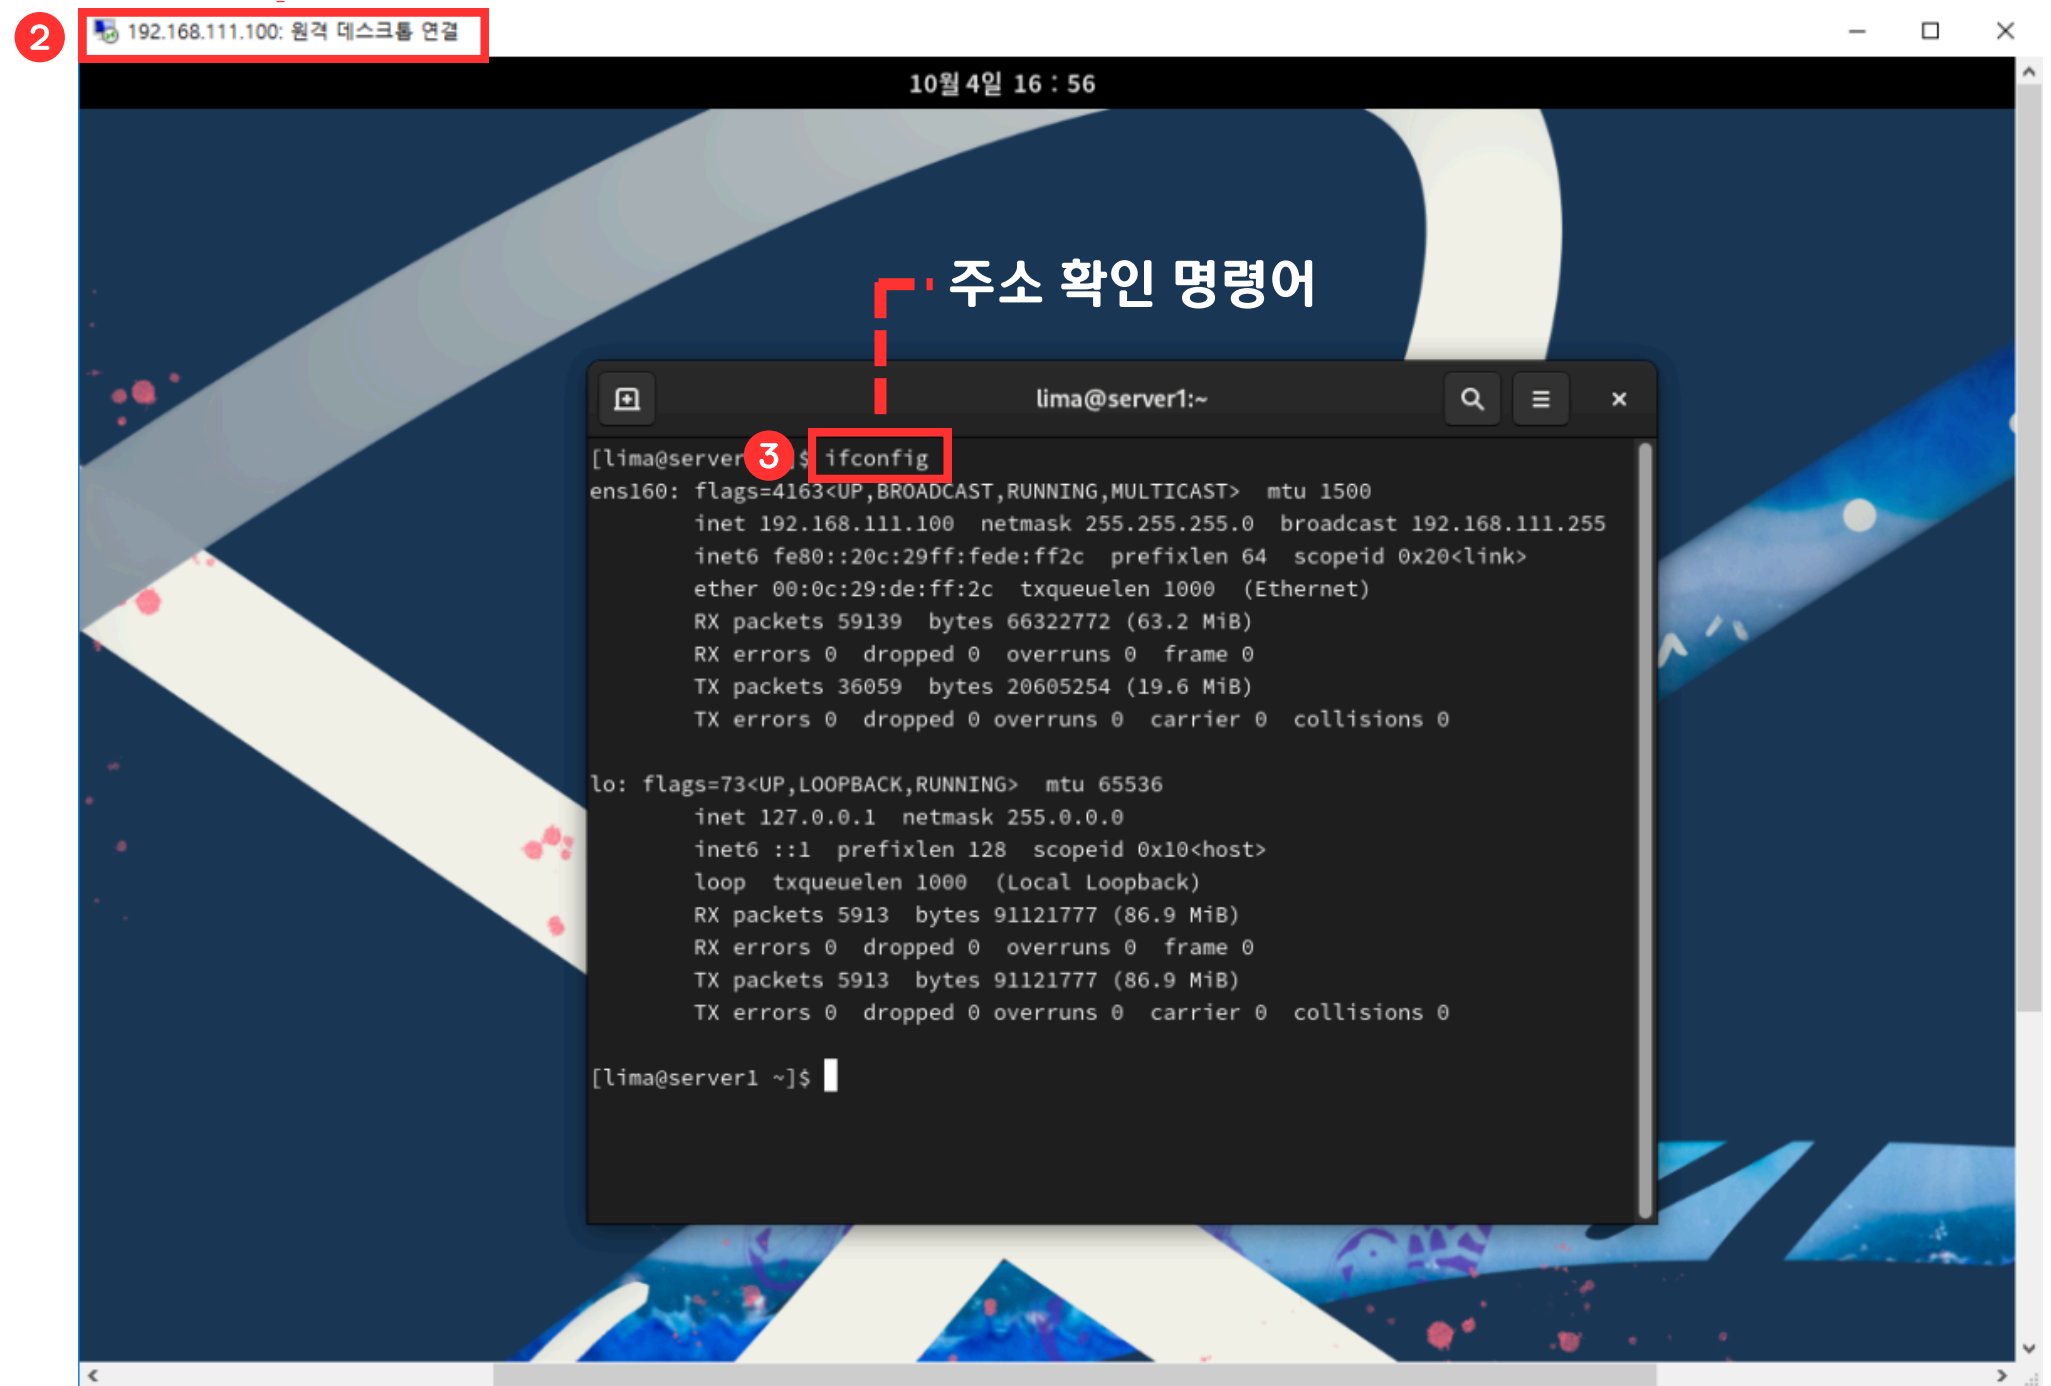 2
192.168.111.100: 원격 데스크톱 연결
10월 4일 16 : 56
주소 확인 명령어
lima@server1:~
[lima@server 3 ]$ ifconfig
ens160: flags=4163<UP,BROADCAST,RUNNING,MULTICAST>  mtu 1500
inet 192.168.111.100  netmask 255.255.255.0  broadcast 192.168.111.255
inet6 fe80::20c:29ff:fede:ff2c  prefixlen 64  scopeid 0x20<link>
ether 00:0c:29:de:ff:2c  txqueuelen 1000  (Ethernet)
RX packets 59139  bytes 66322772 (63.2 MiB)
RX errors 0  dropped 0  overruns 0  frame 0
TX packets 36059  bytes 20605254 (19.6 MiB)
TX errors 0  dropped 0 overruns 0  carrier 0  collisions 0
lo: flags=73<UP,LOOPBACK,RUNNING>  mtu 65536
inet 127.0.0.1  netmask 255.0.0.0
inet6 ::1  prefixlen 128  scopeid 0x10<host>
loop  txqueuelen 1000  (Local Loopback)
RX packets 5913  bytes 91121777 (86.9 MiB)
RX errors 0  dropped 0  overruns 0  frame 0
TX packets 5913  bytes 91121777 (86.9 MiB)
TX errors 0  dropped 0 overruns 0  carrier 0  collisions 0
[lima@server1 ~]$